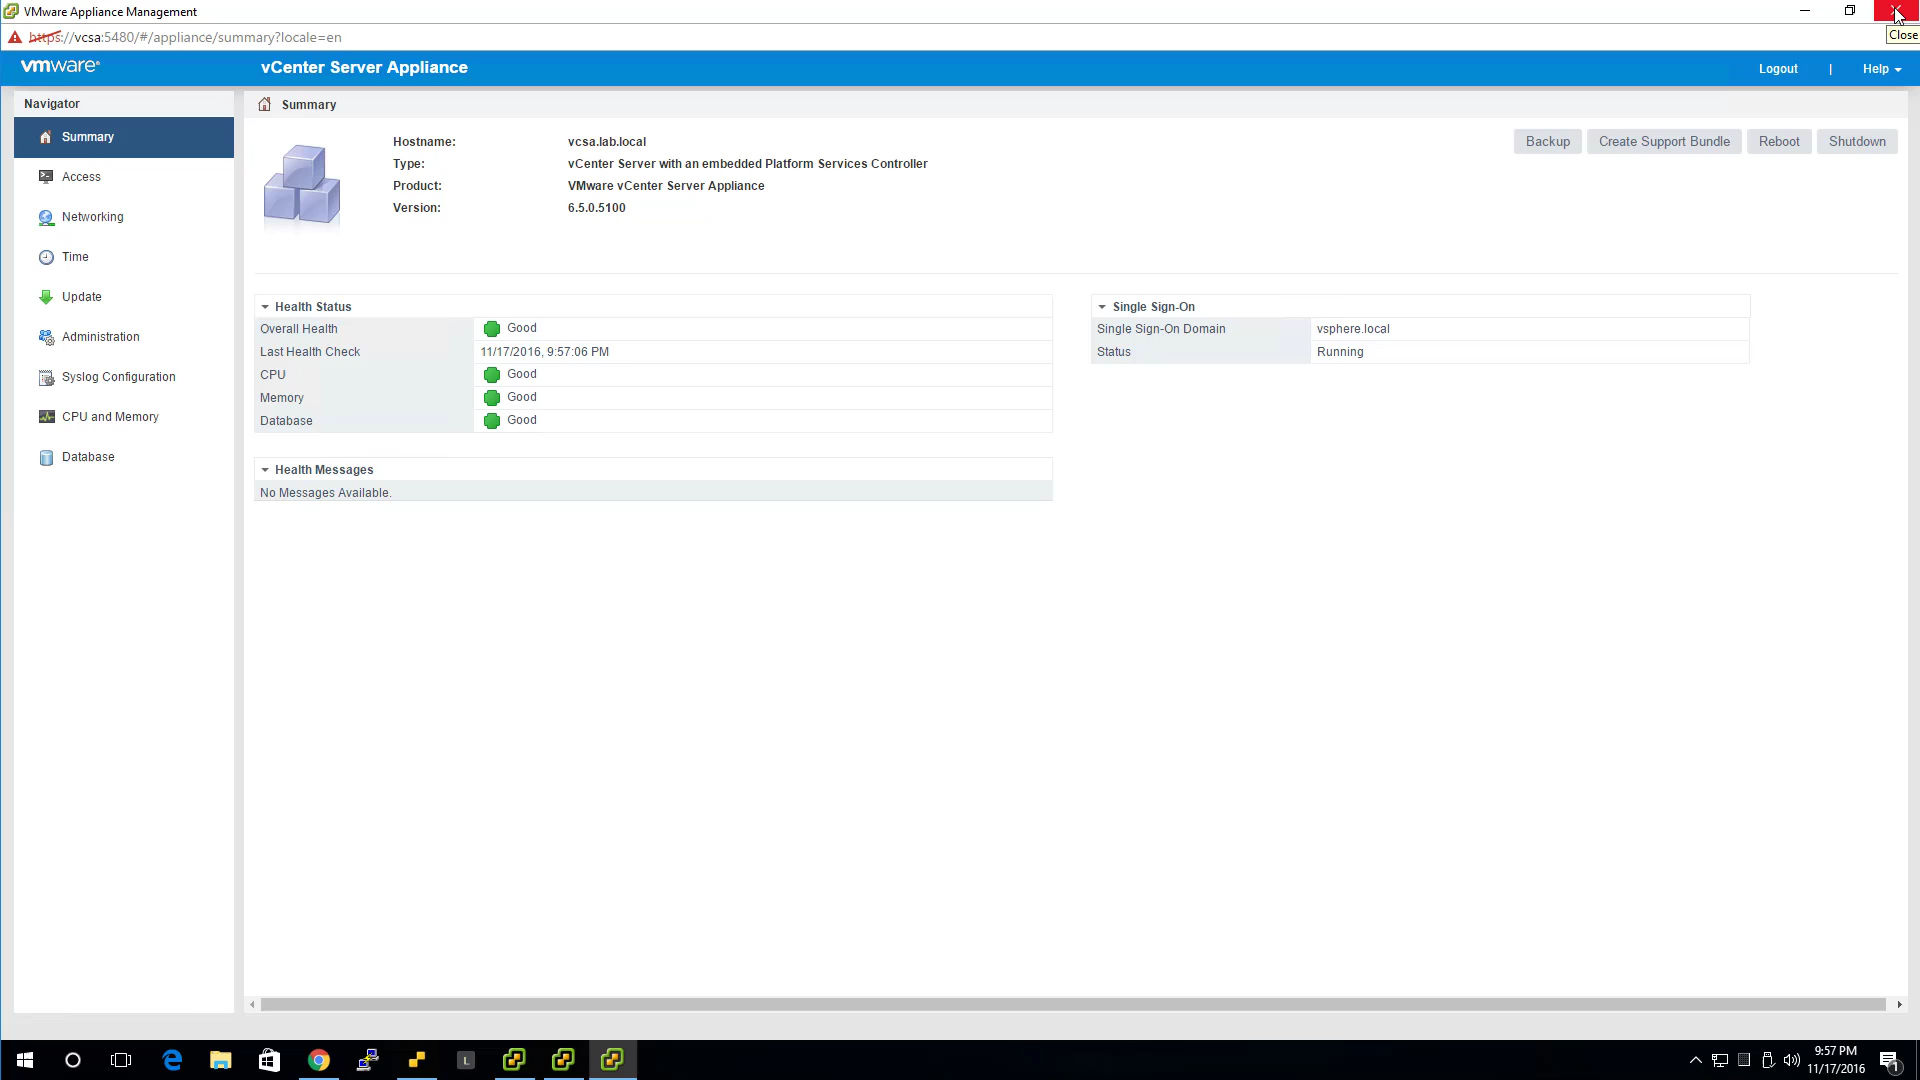 VMware Appliance Management
Close
https://vcsa:5480/#/appliance/summary?locale=en
vmware®
vCenter Server Appliance
Logout | Help
Navigator
Summary
Access
Networking
Time
Update
Administration
Syslog Configuration
CPU and Memory
Database
Summary
Hostname: vcsa.lab.local
Type: vCenter Server with an embedded Platform Services Controller
Product: VMware vCenter Server Appliance
Version: 6.5.0.5100
Backup Create Support Bundle Reboot Shutdown
Health Status
Overall Health Good
Last Health Check 11/17/2016, 9:57:06 PM
CPU Good
Memory Good
Database Good
Health Messages
No Messages Available.
Single Sign-On
Single Sign-On Domain vsphere.local
Status Running
L
9:57 PM
11/17/2016
1